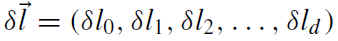 δl⃗ = (δl₀, δl₁, δl₂, . . . , δl_d)